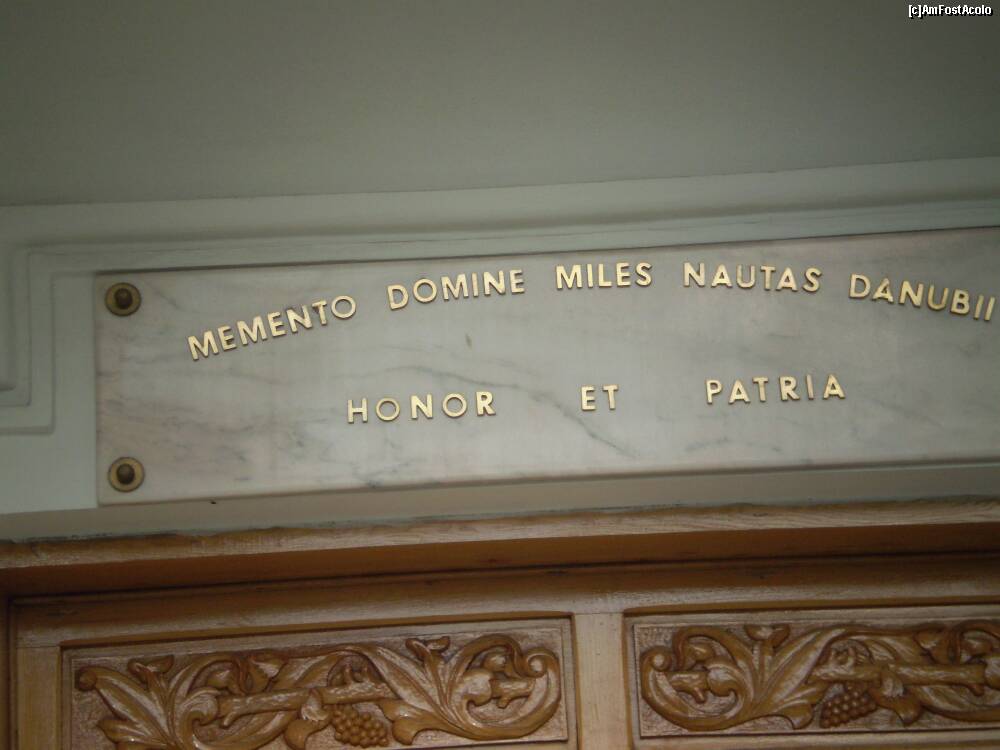 [c]AmFostAcolo
MEMENTO DOMINE MILES NAUTAS DANUBII
HONOR ET PATRIA